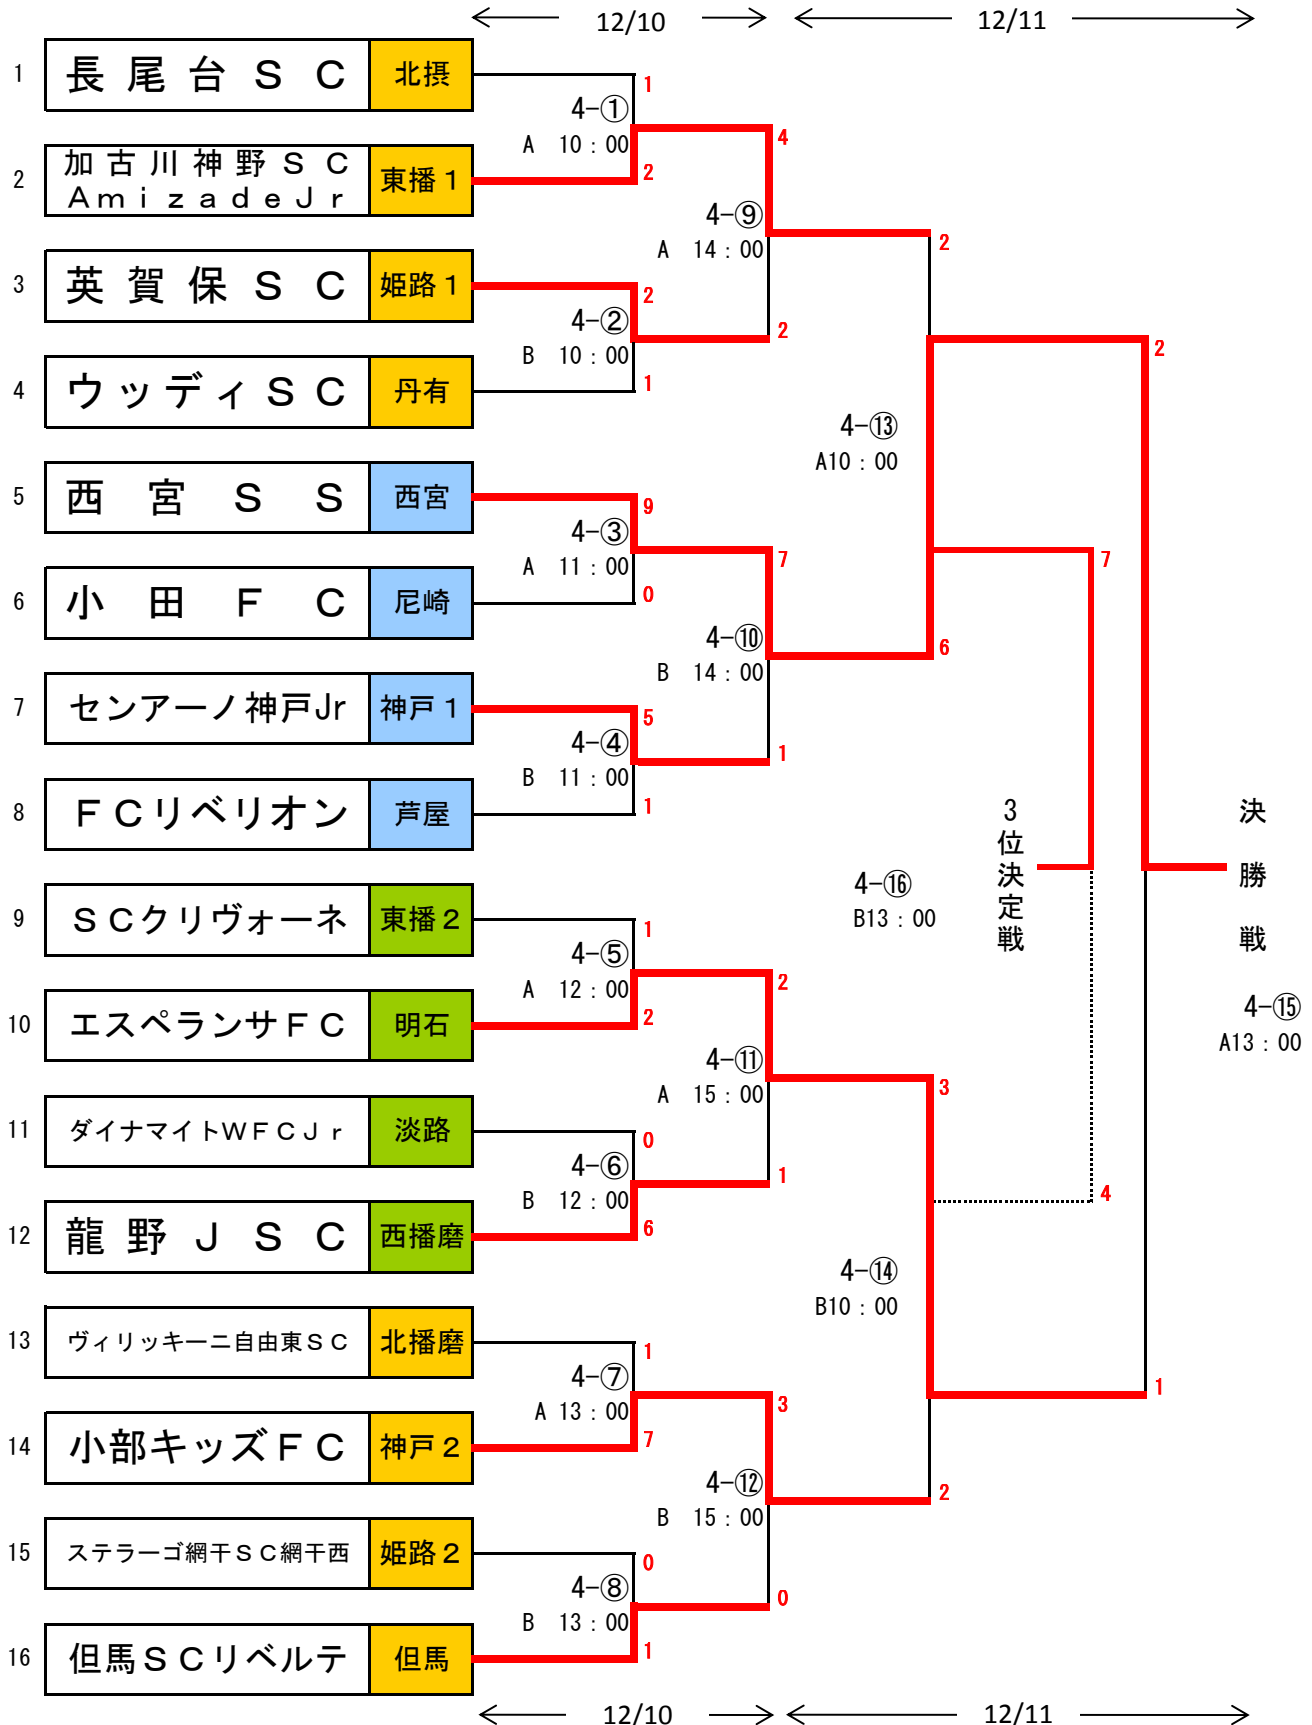 12/10
12/11
1 長尾台ＳＣ 北摂
1
4-①
A 10：00
4
2 加古川神野ＳＣ
ＡｍｉｚａｄｅＪｒ 東播１
2
4-⑨
A 14：00
2
3 英賀保ＳＣ 姫路１
2
4-②
B 10：00
2
2
4 ウッディＳＣ 丹有
1
4-⑬
A10：00
5 西宮ＳＳ 西宮
9
4-③
A 11：00
7
7
6 小田ＦＣ 尼崎
0
4-⑩
B 14：00
6
7 センアーノ神戸Jr 神戸１
5
4-④
B 11：00
1
8 ＦＣリベリオン 芦屋
1
3位決定戦
決勝戦
4-⑯
B13：00
9 ＳＣクリヴォーネ 東播２
1
4-⑤
A 12：00
2
4-⑮
A13：00
10 エスペランサＦＣ 明石
2
4-⑪
A 15：00
3
11 ダイナマイトＷＦＣＪｒ 淡路
0
4-⑥
B 12：00
1
4
12 龍野ＪＳＣ 西播磨
6
4-⑭
B10：00
13 ヴィリッキーニ自由東ＳＣ 北播磨
1
4-⑦
A 13：00
3
1
14 小部キッズＦＣ 神戸２
7
4-⑫
B 15：00
2
15 ステラーゴ網干ＳＣ網干西 姫路２
0
4-⑧
B 13：00
0
16 但馬ＳＣリベルテ 但馬
1
12/10
12/11